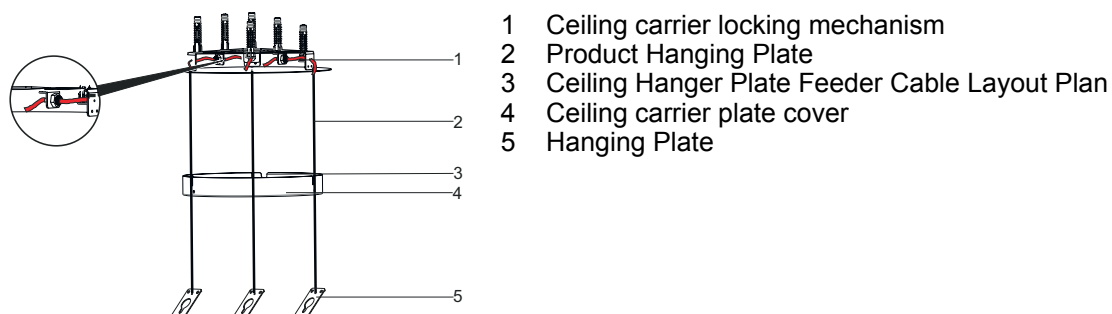 1
2
3
4
5
1 Ceiling carrier locking mechanism
2 Product Hanging Plate
3 Ceiling Hanger Plate Feeder Cable Layout Plan
4 Ceiling carrier plate cover
5 Hanging Plate